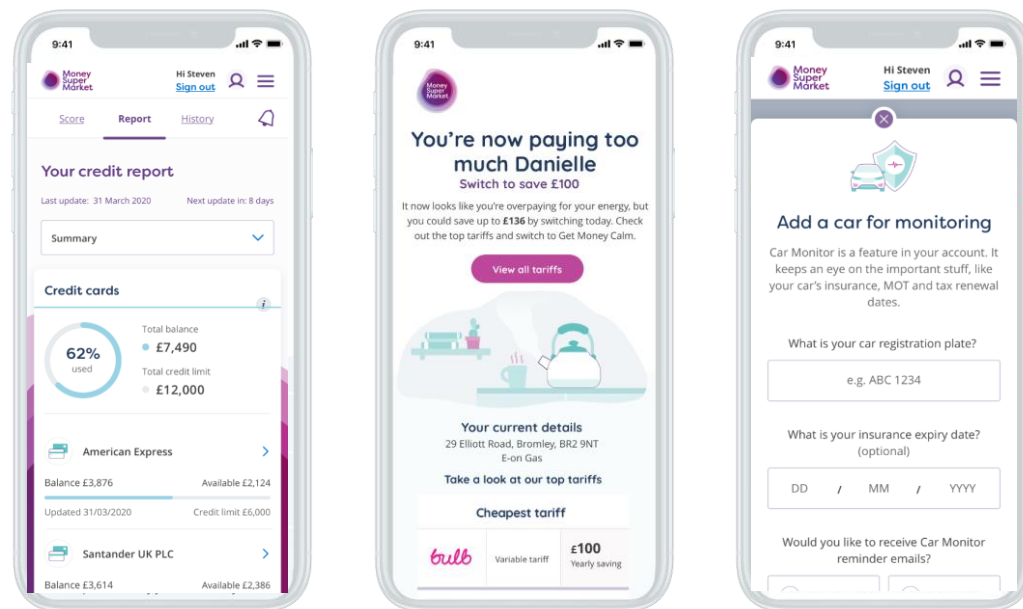 9:41
Money
Super
Market
Hi Steven
Sign out
Score Report History
Your credit report
Last update: 31 March 2020 Next update in: 8 days
Summary
Credit cards
i
62%
used
Total balance
£7,490
Total credit limit
£12,000
American Express
Balance £3,876 Available £2,124
Updated 31/03/2020 Credit limit £6,000
Santander UK PLC
Balance £3,614 Available £2,386
9:41
Money
Super
Market
You're now paying too
much Danielle
Switch to save £100
It now looks like you're overpaying for your energy, but
you could save up to £136 by switching today. Check
out the top tariffs and switch to Get Money Calm.
View all tariffs
Your current details
29 Elliott Road, Bromley, BR2 9NT
E-on Gas
Take a look at our top tariffs
Cheapest tariff
bulb Variable tariff £100
Yearly saving
9:41
Money
Super
Market
Hi Steven
Sign out
Add a car for monitoring
Car Monitor is a feature in your account. It
keeps an eye on the important stuff, like
your car's insurance, MOT and tax renewal
dates.
What is your car registration plate?
e.g. ABC 1234
What is your insurance expiry date?
(optional)
DD / MM / YYYY
Would you like to receive Car Monitor
reminder emails?